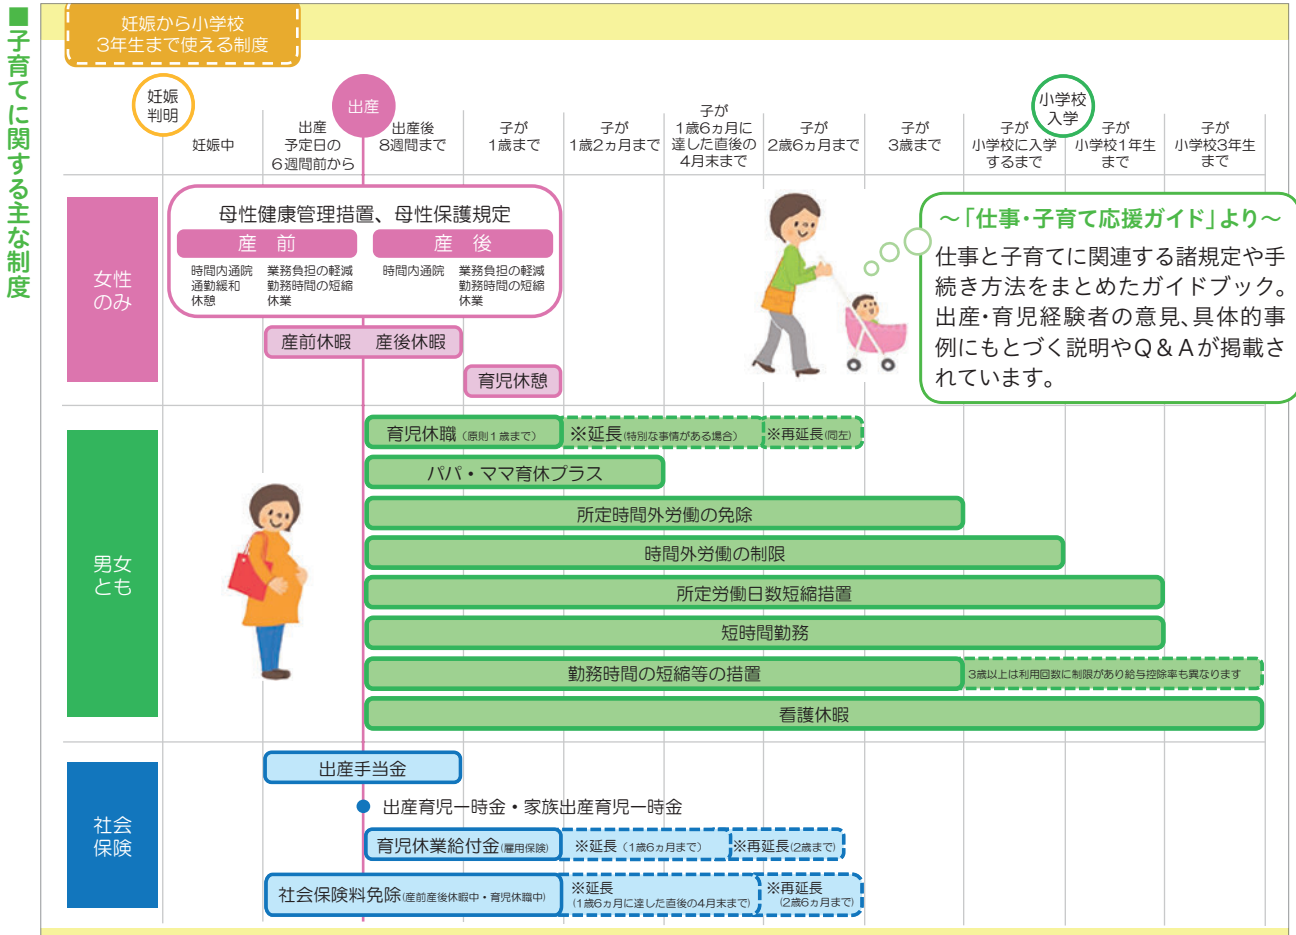 ■子育てに関する主な制度
妊娠から小学校
3年生まで使える制度
妊娠
判明
出産
小学校
入学
妊娠中
出産
予定日の
6週間前から
出産後
8週間まで
子が
1歳まで
子が
1歳2ヵ月まで
子が
1歳6ヵ月に
達した直後の
4月末まで
子が
2歳6ヵ月まで
子が
3歳まで
子が
小学校に入学
するまで
子が
小学校1年生
まで
子が
小学校3年生
まで
女性
のみ
母性健康管理措置、母性保護規定
産 前
産 後
時間内通院
通勤緩和
休憩
業務負担の軽減
勤務時間の短縮
休業
時間内通院
業務負担の軽減
勤務時間の短縮
休業
産前休暇 産後休暇
育児休憩
～「仕事・子育て応援ガイド」より～
仕事と子育てに関連する諸規定や手
続き方法をまとめたガイドブック。
出産・育児経験者の意見、具体的事
例にもとづく説明やQ&Aが掲載さ
れています。
男女
とも
育児休職(原則1歳まで)
※延長(特別な事情がある場合)
※再延長(同左)
パパ・ママ育休プラス
所定時間外労働の免除
時間外労働の制限
所定労働日数短縮措置
短時間勤務
勤務時間の短縮等の措置
3歳以上は利用回数に制限があり給与控除率も異なります
看護休暇
社会
保険
出産手当金
出産育児一時金・家族出産育児一時金
育児休業給付金(雇用保険)
※延長(1歳6ヵ月まで)
※再延長(2歳まで)
社会保険料免除(産前産後休暇中・育児休職中)
※延長
(1歳6ヵ月に達した直後の4月末まで)
※再延長
(2歳6ヵ月まで)